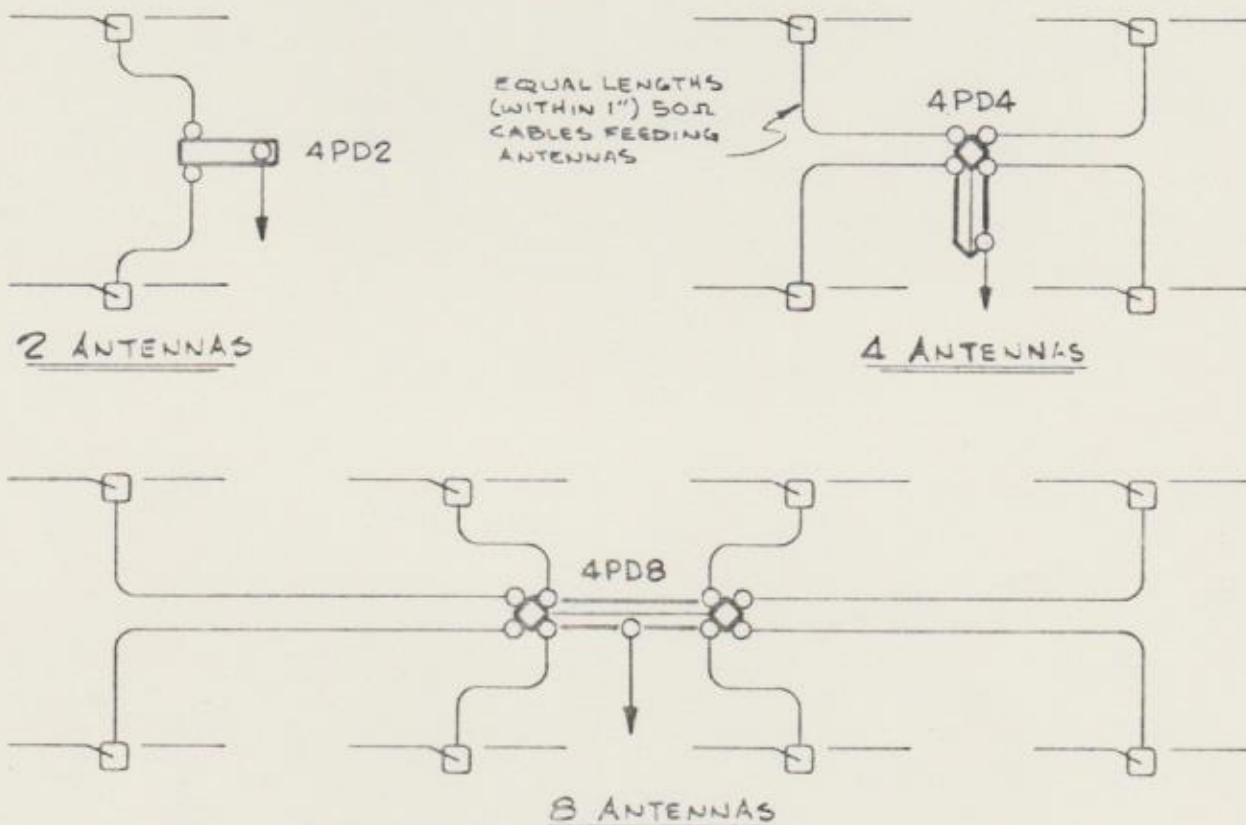 EQUAL LENGTHS
(WITHIN 1") 50Ω
CABLES FEEDING
ANTENNAS
4PD2
4PD4
2 ANTENNAS
4 ANTENNAS
4PD8
8 ANTENNAS